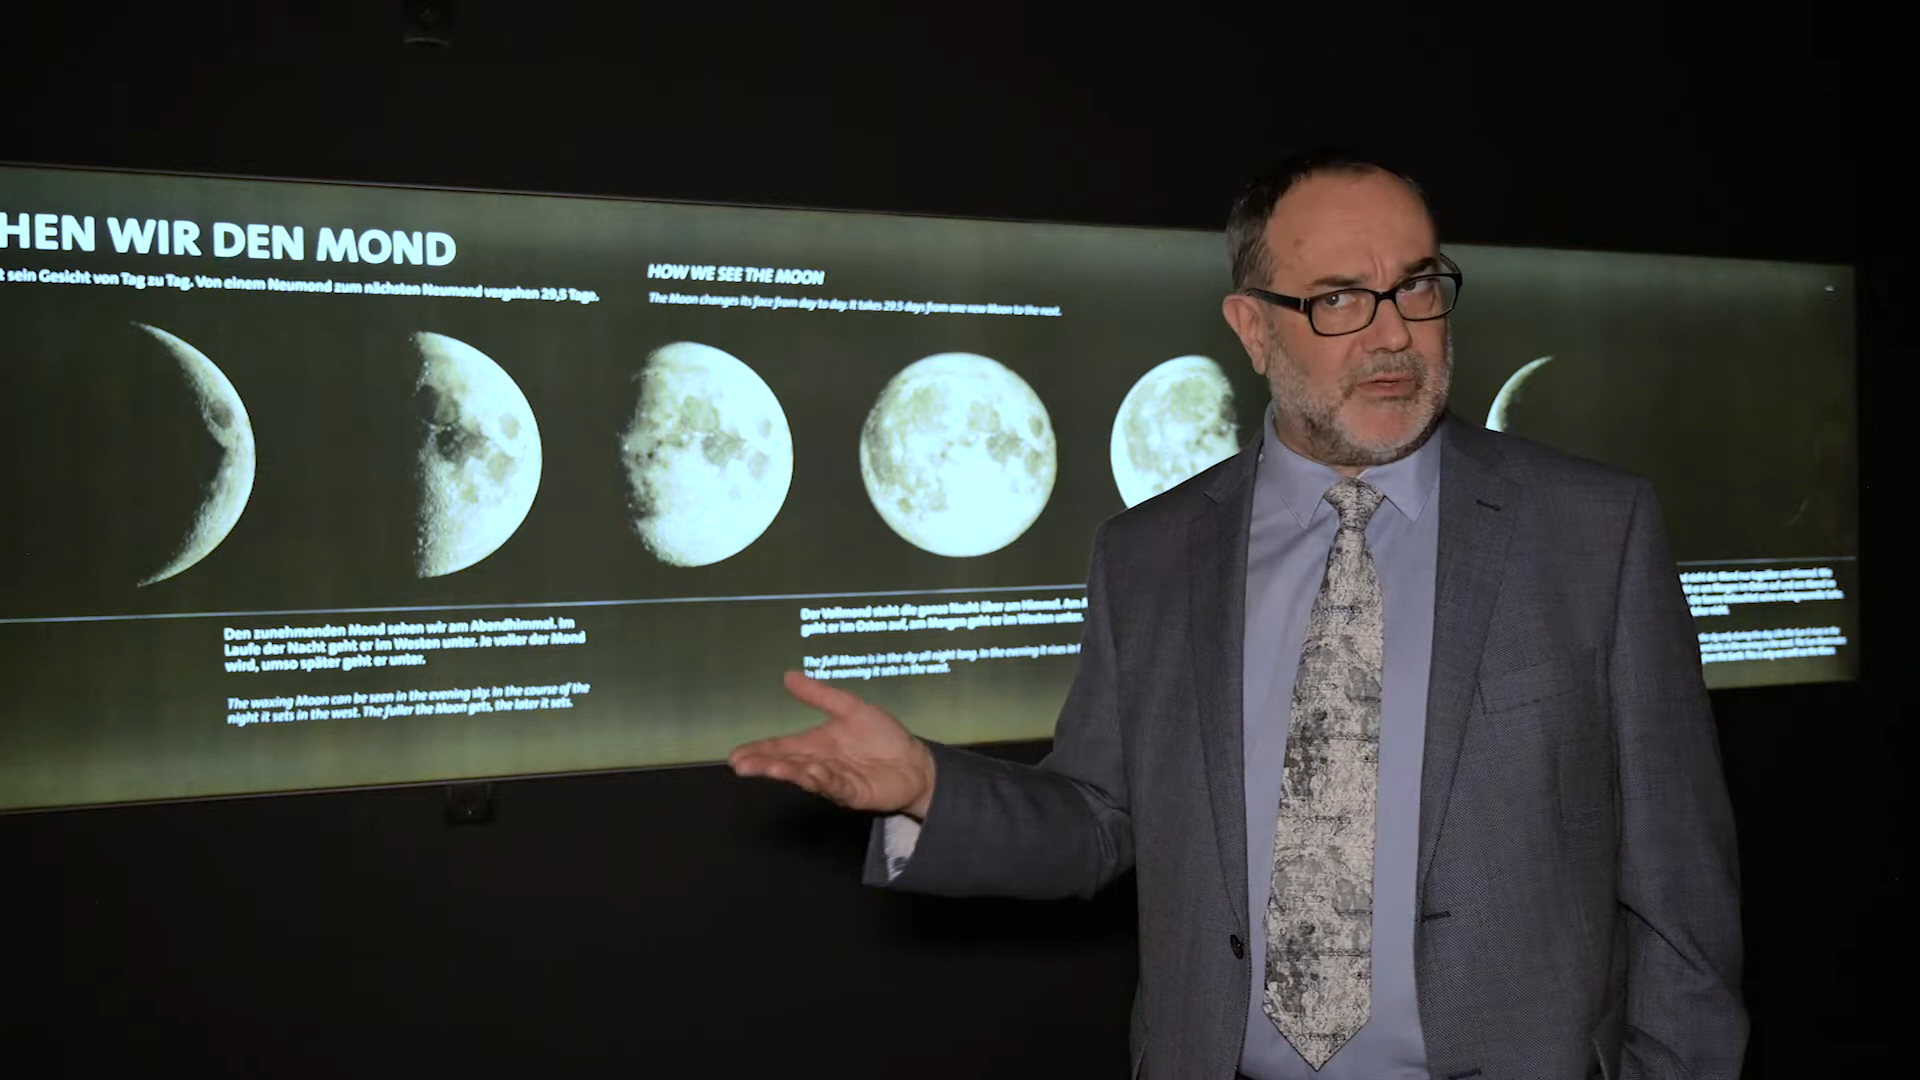 HEN WIR DEN MOND
t sein Gesicht von Tag zu Tag. Von einem Neumond zum nächsten Neumond vergehen 29,5 Tage.
HOW WE SEE THE MOON
The Moon changes its face from day to day. It takes 29.5 days from one new Moon to the next.
Den zunehmenden Mond sehen wir am Abendhimmel. Im
Laufe der Nacht geht er im Westen unter. Je voller der Mond
wird, umso später geht er unter.
The waxing Moon can be seen in the evening sky. In the course of the
night it sets in the west. The fuller the Moon gets, the later it sets.
Der Vollmond steht die ganze Nacht über am Himmel. Am
geht er im Osten auf, am Morgen geht er im Westen unter.
The full Moon is in the sky all night long. In the evening it rises in
in the morning it sets in the west.